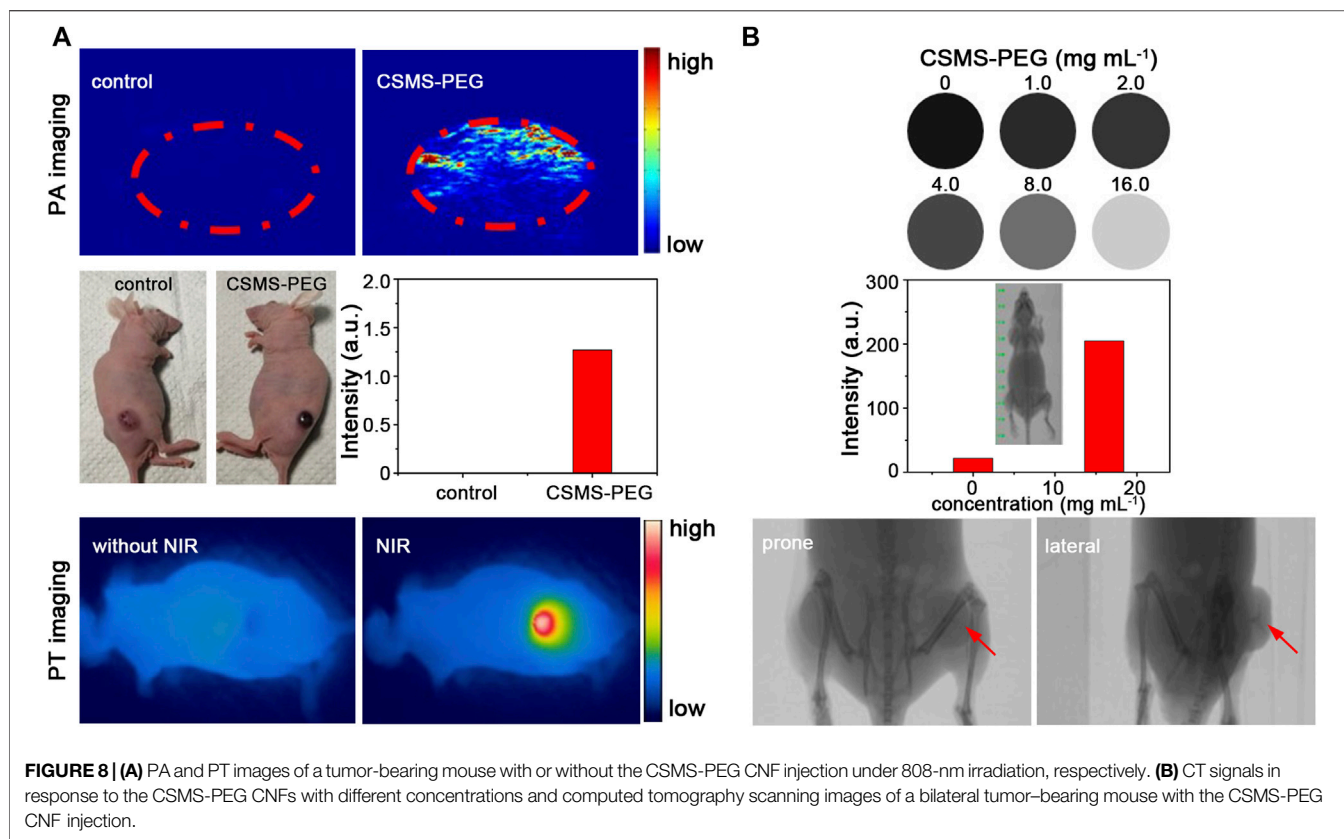 A
PA imaging
control
CSMS-PEG
high
low
control
CSMS-PEG
Intensity (a.u.)
2.0
1.5
1.0
0.5
0
control
CSMS-PEG
PT imaging
without NIR
NIR
high
low
B
CSMS-PEG (mg mL⁻¹)
0 1.0 2.0
4.0 8.0 16.0
Intensity (a.u.)
300
200
100
0
0 10 20
concentration (mg mL⁻¹)
prone
lateral
FIGURE 8 | (A) PA and PT images of a tumor-bearing mouse with or without the CSMS-PEG CNF injection under 808-nm irradiation, respectively. (B) CT signals in
response to the CSMS-PEG CNFs with different concentrations and computed tomography scanning images of a bilateral tumor–bearing mouse with the CSMS-PEG
CNF injection.